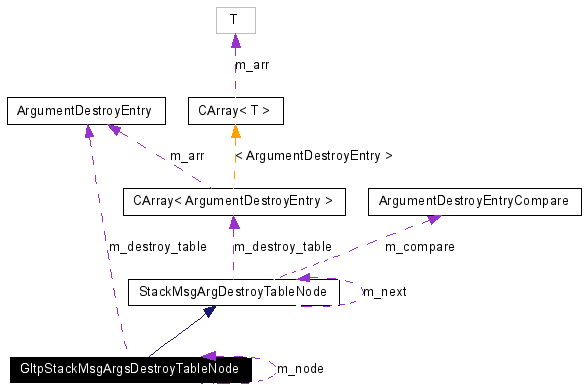 T
m_arr
ArgumentDestroyEntry
CArray< T >
m_arr
< ArgumentDestroyEntry >
CArray< ArgumentDestroyEntry >
ArgumentDestroyEntryCompare
m_destroy_table
m_destroy_table
m_compare
StackMsgArgDestroyTableNode
m_next
GltpStackMsgArgsDestroyTableNode
m_node